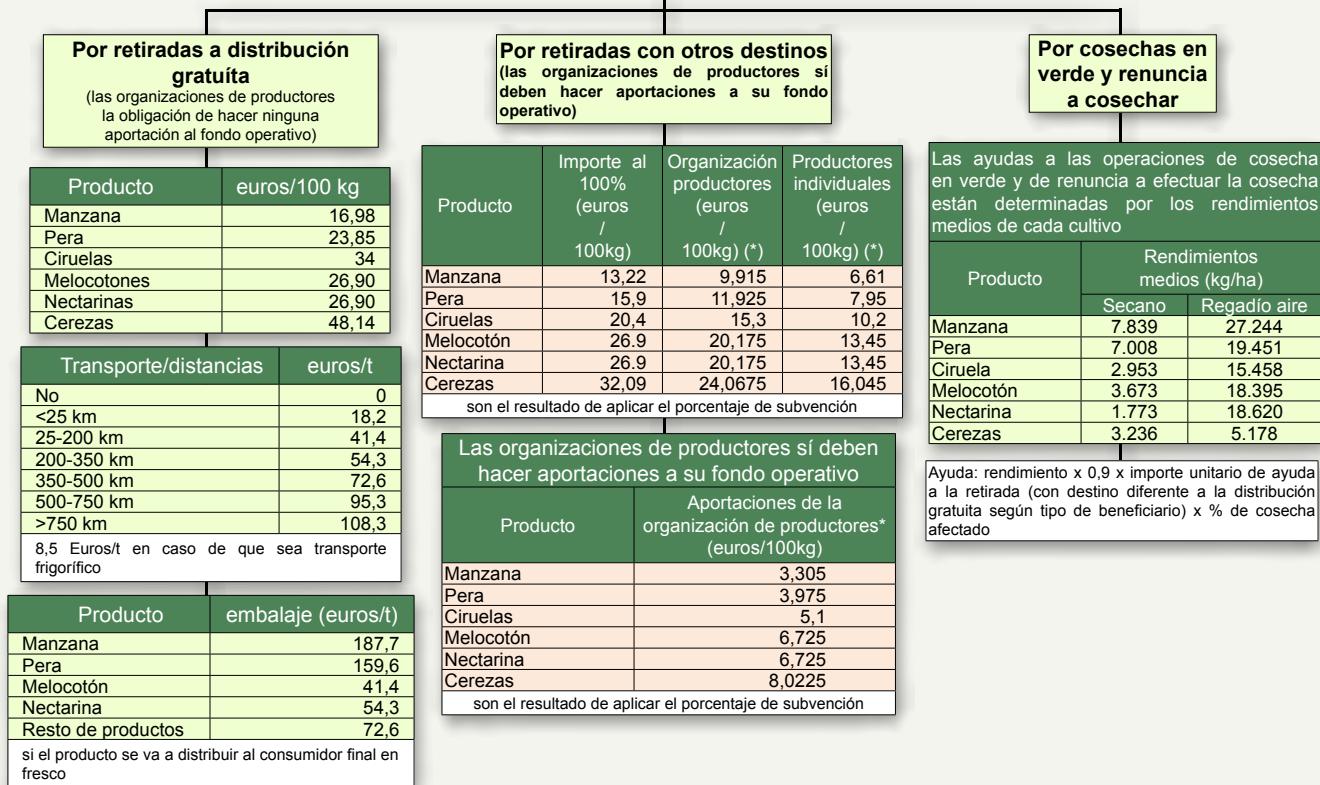 Por retiradas a distribución
gratuíta
(las organizaciones de productores
la obligación de hacer ninguna
aportación al fondo operativo)
Producto euros/100 kg
Manzana 16,98
Pera 23,85
Ciruelas 34
Melocotones 26,90
Nectarinas 26,90
Cerezas 48,14
Transporte/distancias euros/t
No 0
<25 km 18,2
25-200 km 41,4
200-350 km 54,3
350-500 km 72,6
500-750 km 95,3
>750 km 108,3
8,5 Euros/t en caso de que sea transporte
frigorífico
Producto embalaje (euros/t)
Manzana 187,7
Pera 159,6
Melocotón 41,4
Nectarina 54,3
Resto de productos 72,6
si el producto se va a distribuir al consumidor final en
fresco
Por retiradas con otros destinos
(las organizaciones de productores sí
deben hacer aportaciones a su fondo
operativo)
Producto
Importe al
100%
(euros
/
100kg)
Organización
productores
(euros
/
100kg) (*)
Productores
individuales
(euros
/
100kg) (*)
Manzana 13,22 9,915 6,61
Pera 15,9 11,925 7,95
Ciruelas 20,4 15,3 10,2
Melocotón 26.9 20,175 13,45
Nectarina 26.9 20,175 13,45
Cerezas 32,09 24,0675 16,045
son el resultado de aplicar el porcentaje de subvención
Las organizaciones de productores sí deben
hacer aportaciones a su fondo operativo
Producto
Aportaciones de la
organización de productores*
(euros/100kg)
Manzana 3,305
Pera 3,975
Ciruelas 5,1
Melocotón 6,725
Nectarina 6,725
Cerezas 8,0225
son el resultado de aplicar el porcentaje de subvención
Por cosechas en
verde y renuncia
a cosechar
Las ayudas a las operaciones de cosecha
en verde y de renuncia a efectuar la cosecha
están determinadas por los rendimientos
medios de cada cultivo
Producto
Rendimientos
medios (kg/ha)
Secano Regadío aire
Manzana 7.839 27.244
Pera 7.008 19.451
Ciruela 2.953 15.458
Melocotón 3.673 18.395
Nectarina 1.773 18.620
Cerezas 3.236 5.178
Ayuda: rendimiento x 0,9 x importe unitario de ayuda
a la retirada (con destino diferente a la distribución
gratuita según tipo de beneficiario) x % de cosecha
afectado